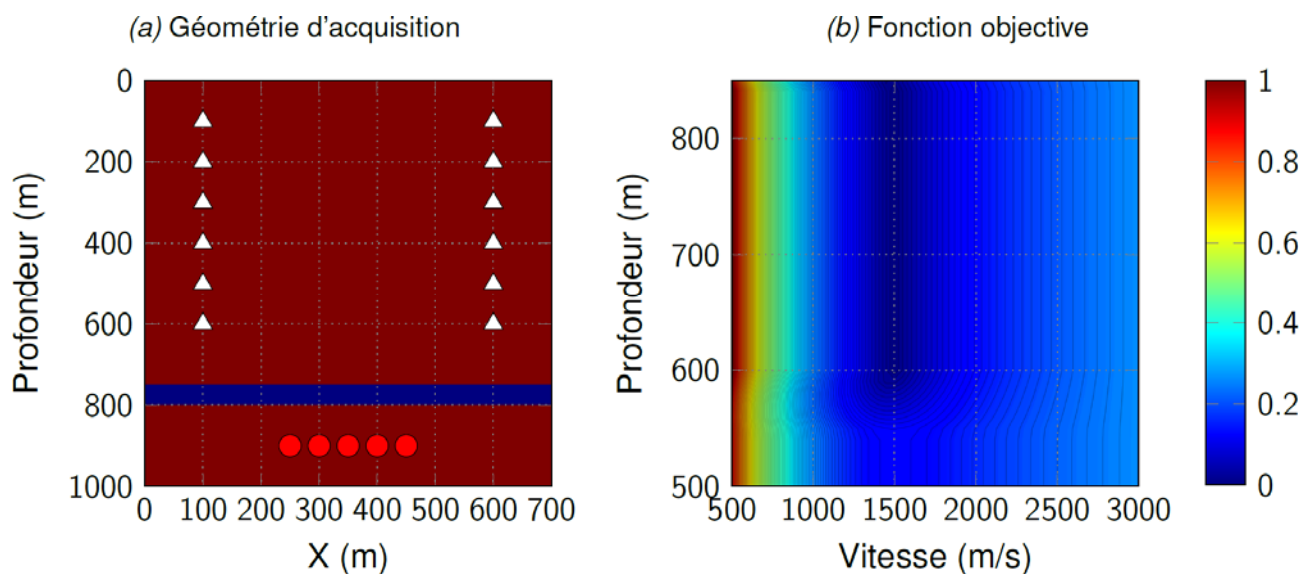 (a) Géométrie d'acquisition
(b) Fonction objective
Profondeur (m)
0
200
400
600
800
1000
0 100 200 300 400 500 600 700
X (m)
Profondeur (m)
800
700
600
500
500 1000 1500 2000 2500 3000
Vitesse (m/s)
1
0.8
0.6
0.4
0.2
0